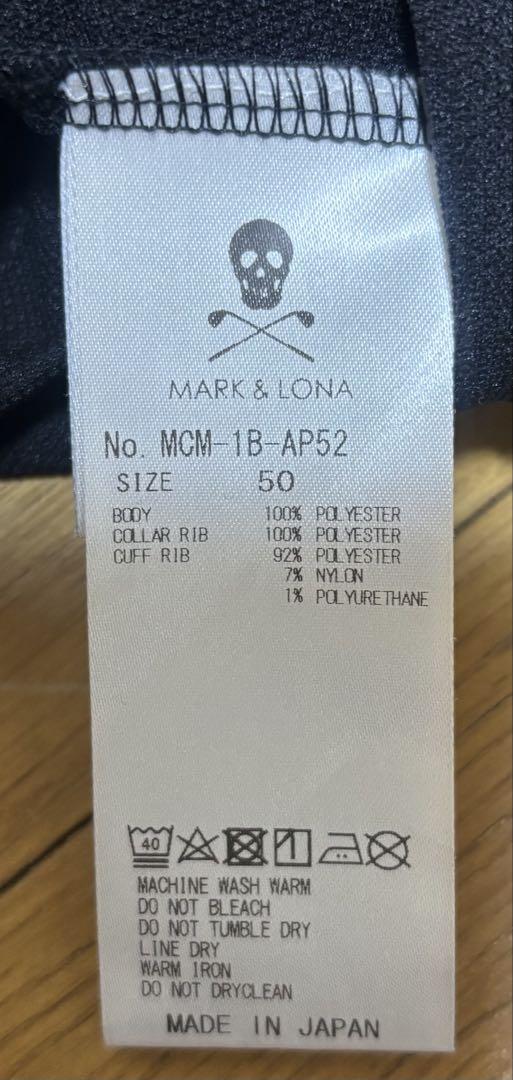 MARK & LONA
No. MCM-1B-AP52
SIZE 50
BODY 100% POLYESTER
COLLAR RIB 100% POLYESTER
CUFF RIB 92% POLYESTER
7% NYLON
1% POLYURETHANE
40
MACHINE WASH WARM
DO NOT BLEACH
DO NOT TUMBLE DRY
LINE DRY
WARM IRON
DO NOT DRYCLEAN
MADE IN JAPAN